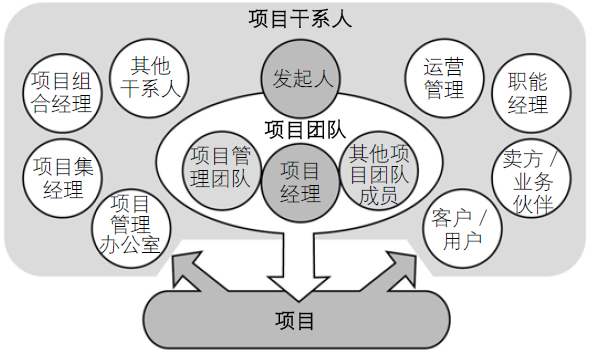 项目干系人
项目组
合经理
其他
干系人
发起人
运营
管理
职能
经理
项目团队
项目管
理团队
项目
经理
其他项
目团队
成员
项目集
经理
卖方 /
业务
伙伴
项目
管理
办公室
客户 /
用户
项目